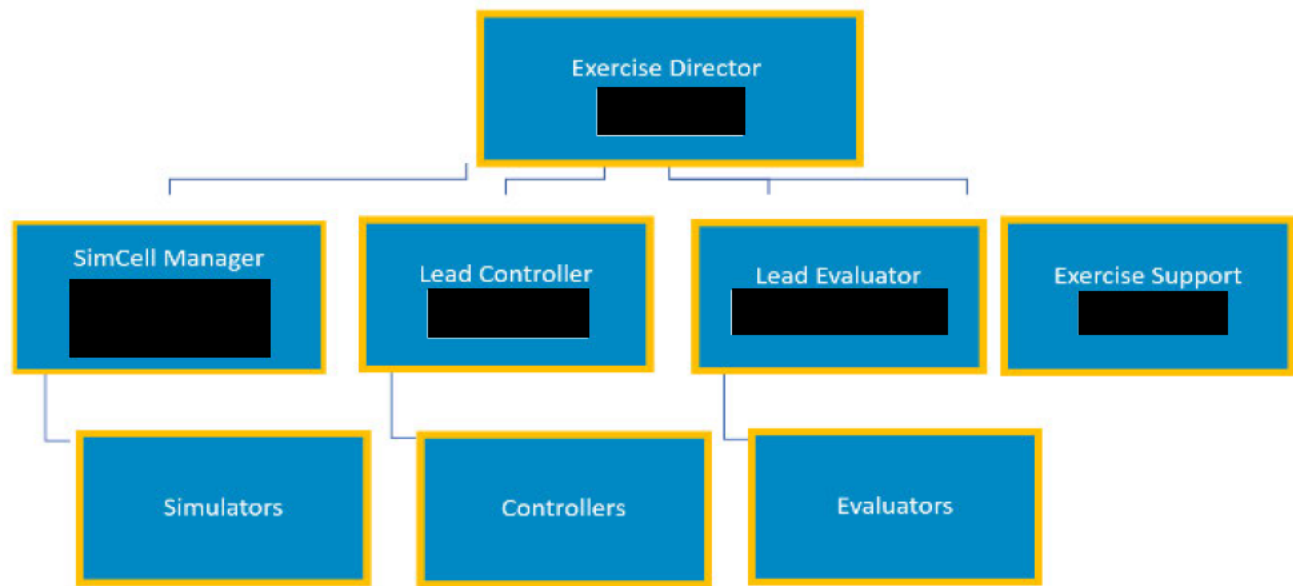 Exercise Director
SimCell Manager
Lead Controller
Lead Evaluator
Exercise Support
Simulators
Controllers
Evaluators